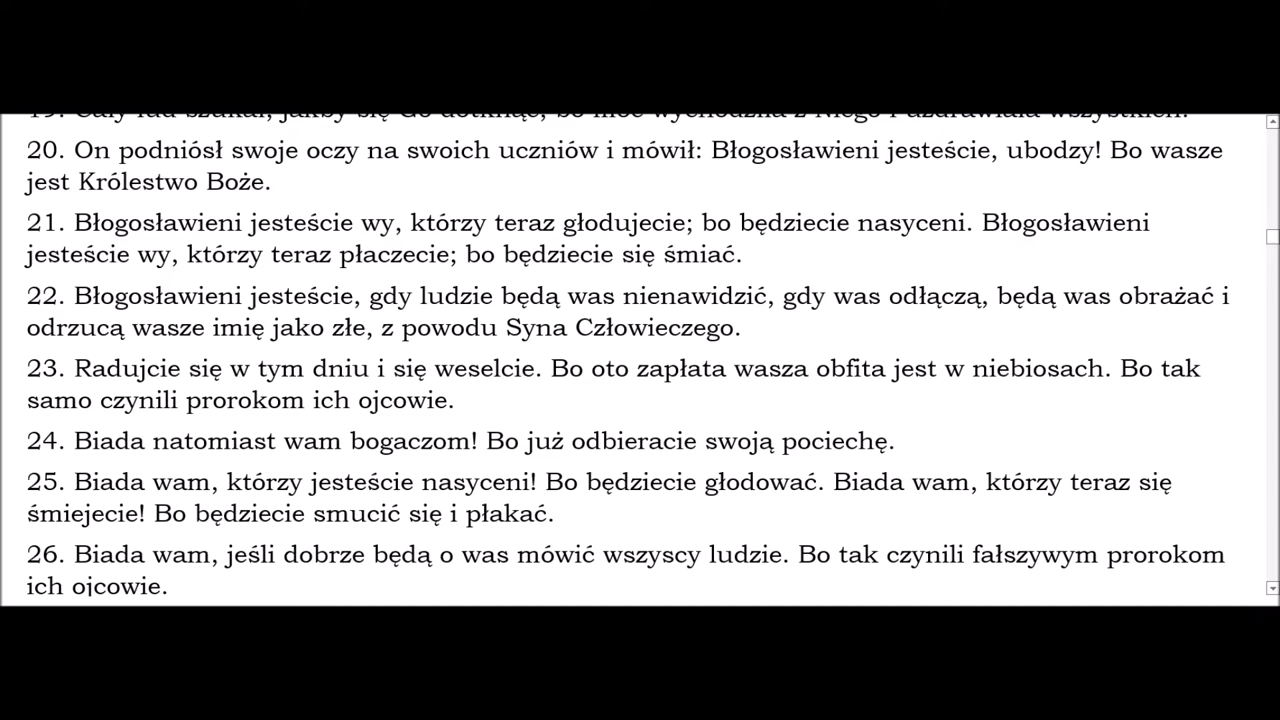 20. On podniósł swoje oczy na swoich uczniów i mówił: Błogosławieni jesteście, ubodzy! Bo wasze
jest Królestwo Boże.
21. Błogosławieni jesteście wy, którzy teraz głodujecie; bo będziecie nasyceni. Błogosławieni
jesteście wy, którzy teraz płaczecie; bo będziecie się śmiać.
22. Błogosławieni jesteście, gdy ludzie będą was nienawidzić, gdy was odłączą, będą was obrażać i
odrzucą wasze imię jako złe, z powodu Syna Człowieczego.
23. Radujcie się w tym dniu i się weselcie. Bo oto zapłata wasza obfita jest w niebiosach. Bo tak
samo czynili prorokom ich ojcowie.
24. Biada natomiast wam bogaczom! Bo już odbieracie swoją pociechę.
25. Biada wam, którzy jesteście nasyceni! Bo będziecie głodować. Biada wam, którzy teraz się
śmiejecie! Bo będziecie smucić się i płakać.
26. Biada wam, jeśli dobrze będą o was mówić wszyscy ludzie. Bo tak czynili fałszywym prorokom
ich ojcowie.